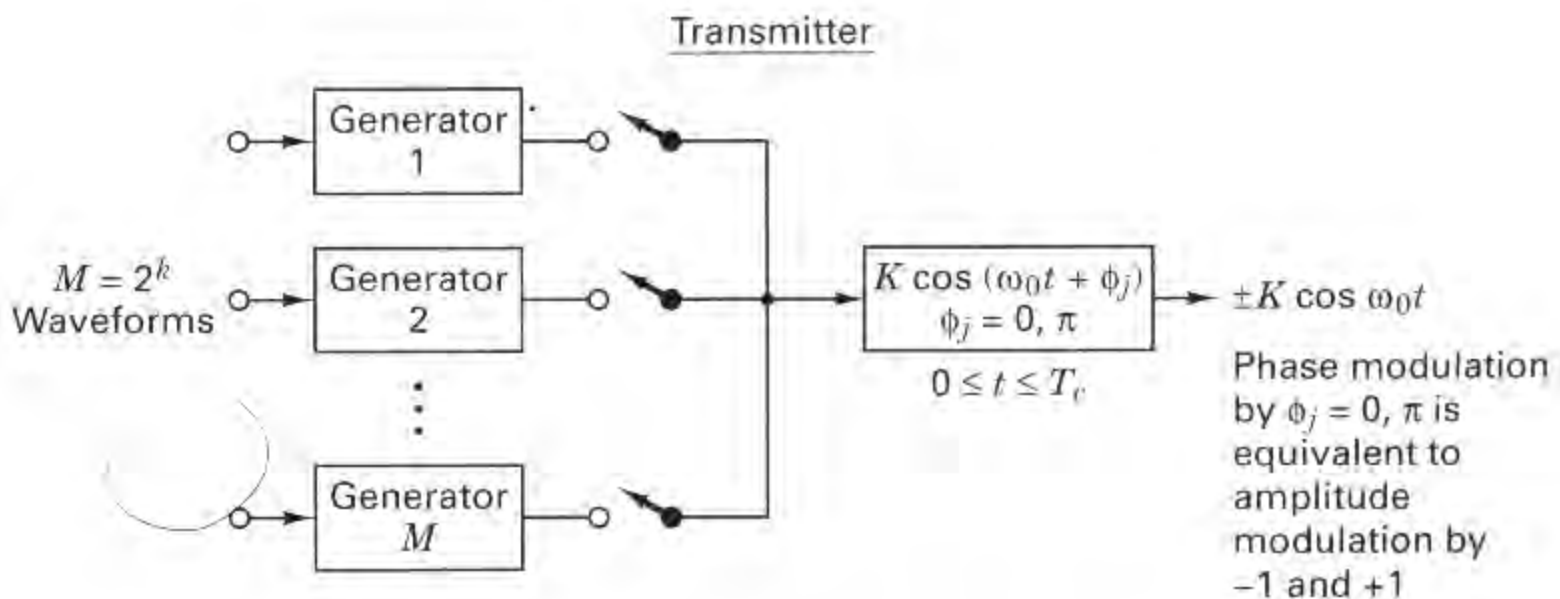 Transmitter
Generator
1
M = 2^k
Waveforms
Generator
2
K cos (ω₀t + ϕⱼ)
ϕⱼ = 0, π
0 ≤ t ≤ T_c
±K cos ω₀t
Phase modulation
by ϕⱼ = 0, π is
equivalent to
amplitude
modulation by
−1 and +1
Generator
M